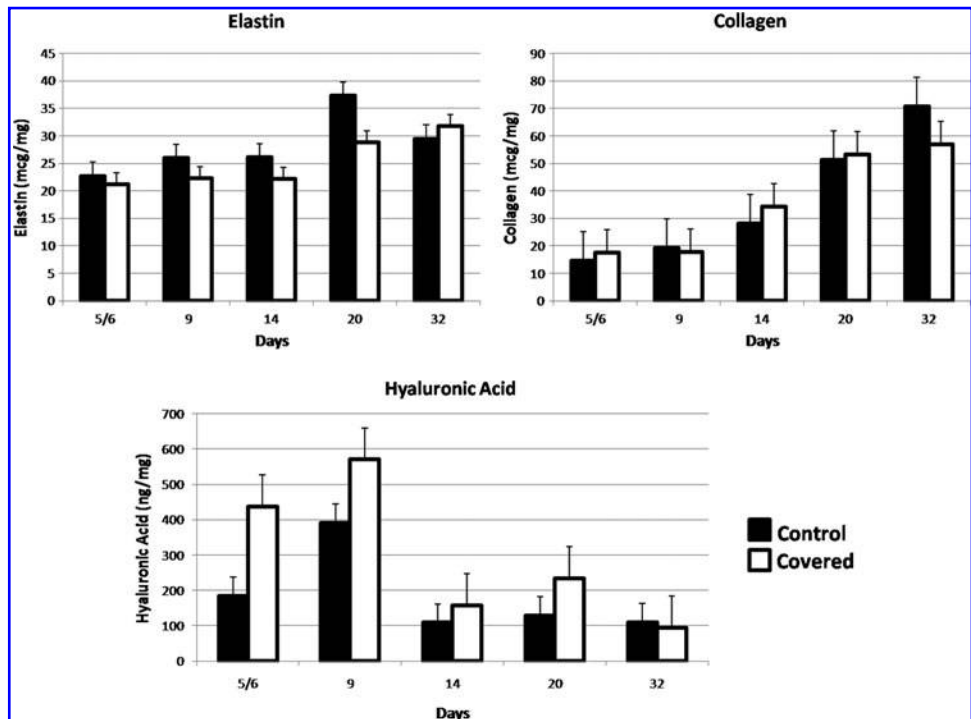 Elastin
45
40
35
30
25
20
15
10
5
0
Elastin (mcg/mg)
5/6 9 14 20 32
Days
Collagen
90
80
70
60
50
40
30
20
10
0
Collagen (mcg/mg)
5/6 9 14 20 32
Days
Hyaluronic Acid
700
600
500
400
300
200
100
0
Hyaluronic Acid (ng/mg)
5/6 9 14 20 32
Days
Control
Covered